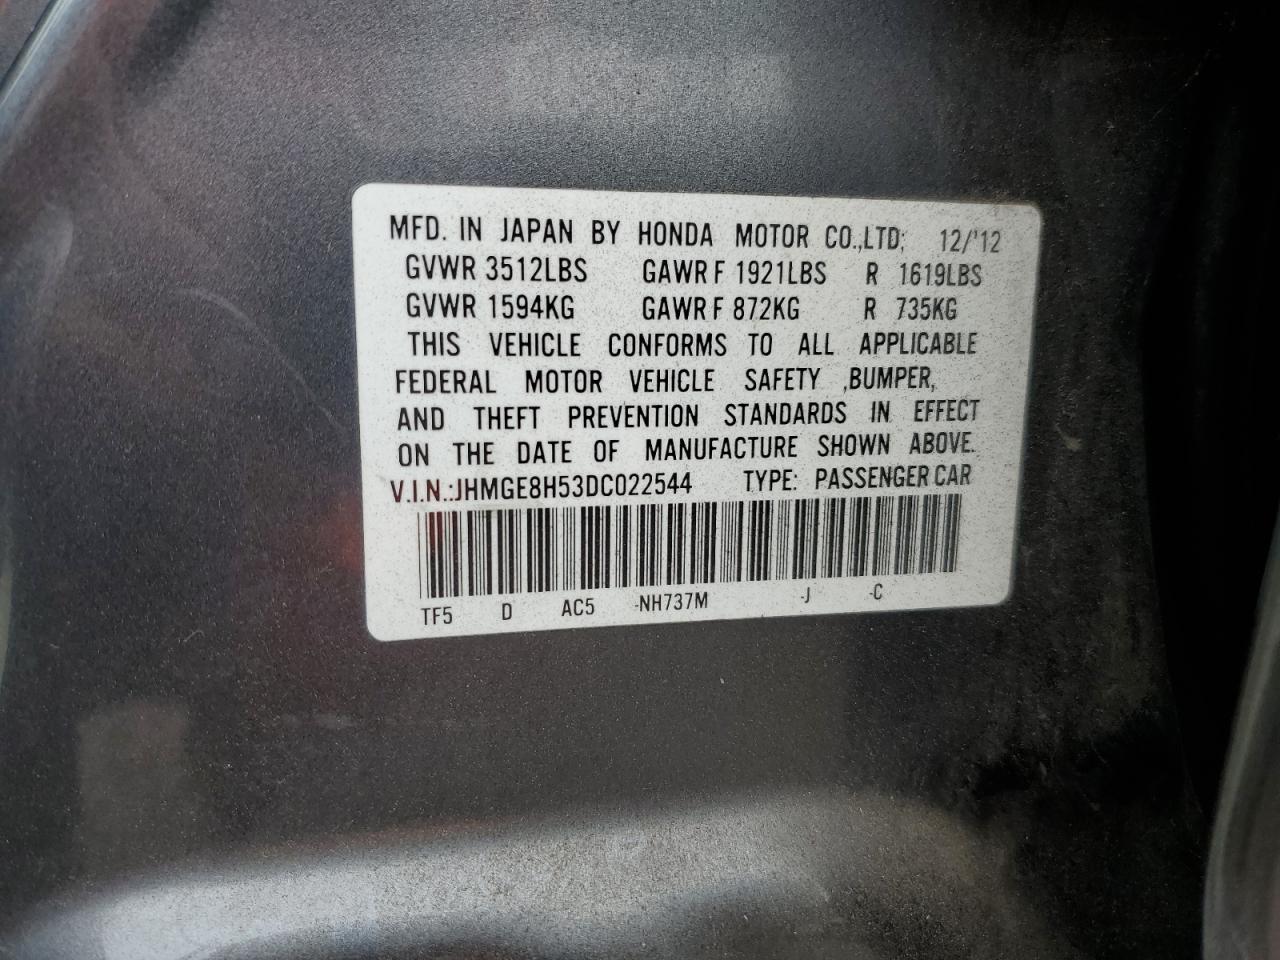 MFD. IN JAPAN BY HONDA MOTOR CO.,LTD; 12/'12
GVWR 3512LBS GAWR F 1921LBS R 1619LBS
GVWR 1594KG GAWR F 872KG R 735KG
THIS VEHICLE CONFORMS TO ALL APPLICABLE
FEDERAL MOTOR VEHICLE SAFETY ,BUMPER,
AND THEFT PREVENTION STANDARDS IN EFFECT
ON THE DATE OF MANUFACTURE SHOWN ABOVE.
V.I.N.:JHMGE8H53DC022544 TYPE: PASSENGER CAR
TF5 D AC5 -NH737M -J -C